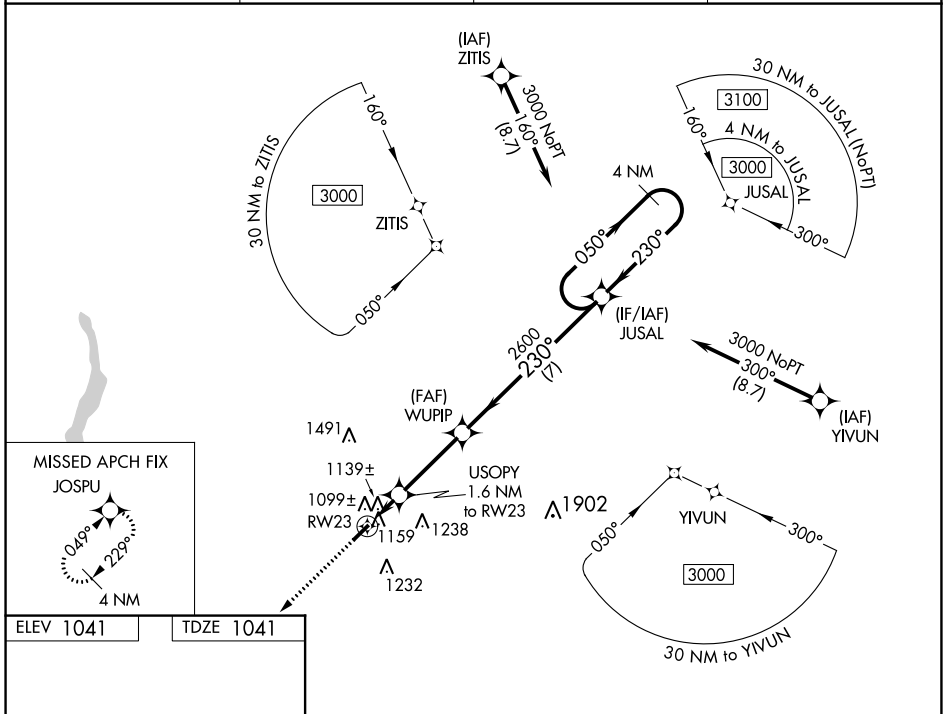 (IAF)
ZITIS
3000 NoPT
160°
(8.7)
30 NM to ZITIS
160°
3000
ZITIS
050°
30 NM to JUSAL (NoPT)
3100
160°
4 NM to JUSAL
3000
JUSAL
300°
4 NM
050°
230°
(IF/IAF)
JUSAL
2600
230°
(7)
3000 NoPT
300°
(8.7)
(IAF)
YIVUN
(FAF)
WUPIP
1491
1139±
1099±
RW23
1159
1238
1232
USOPY
1.6 NM
to RW23
1902
YIVUN
050°
300°
3000
30 NM to YIVUN
MISSED APCH FIX
JOSPU
049°
229°
4 NM
ELEV 1041
TDZE 1041